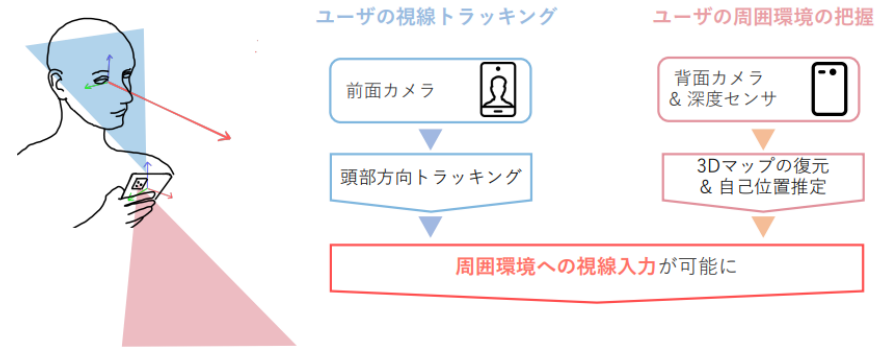 ユーザの視線トラッキング
ユーザの周囲環境の把握
前面カメラ
背面カメラ
& 深度センサ
頭部方向トラッキング
3Dマップの復元
& 自己位置推定
周囲環境への視線入力が可能に